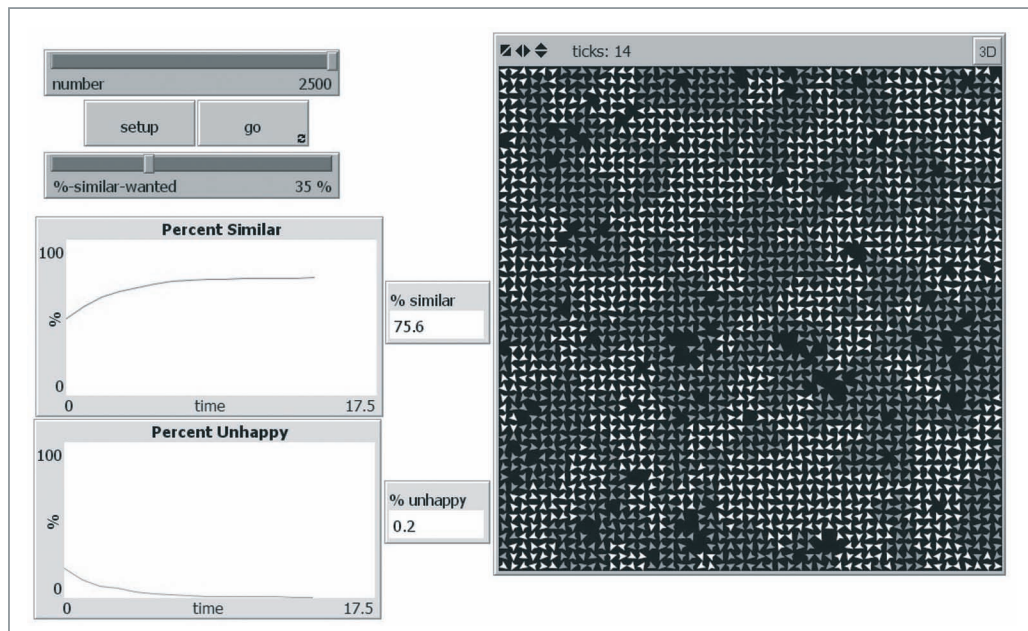 number 2500
setup go
%-similar-wanted 35 %
Percent Similar
100
%
0
0 time 17.5
% similar
75.6
Percent Unhappy
100
%
0
0 time 17.5
% unhappy
0.2
ticks: 14 3D